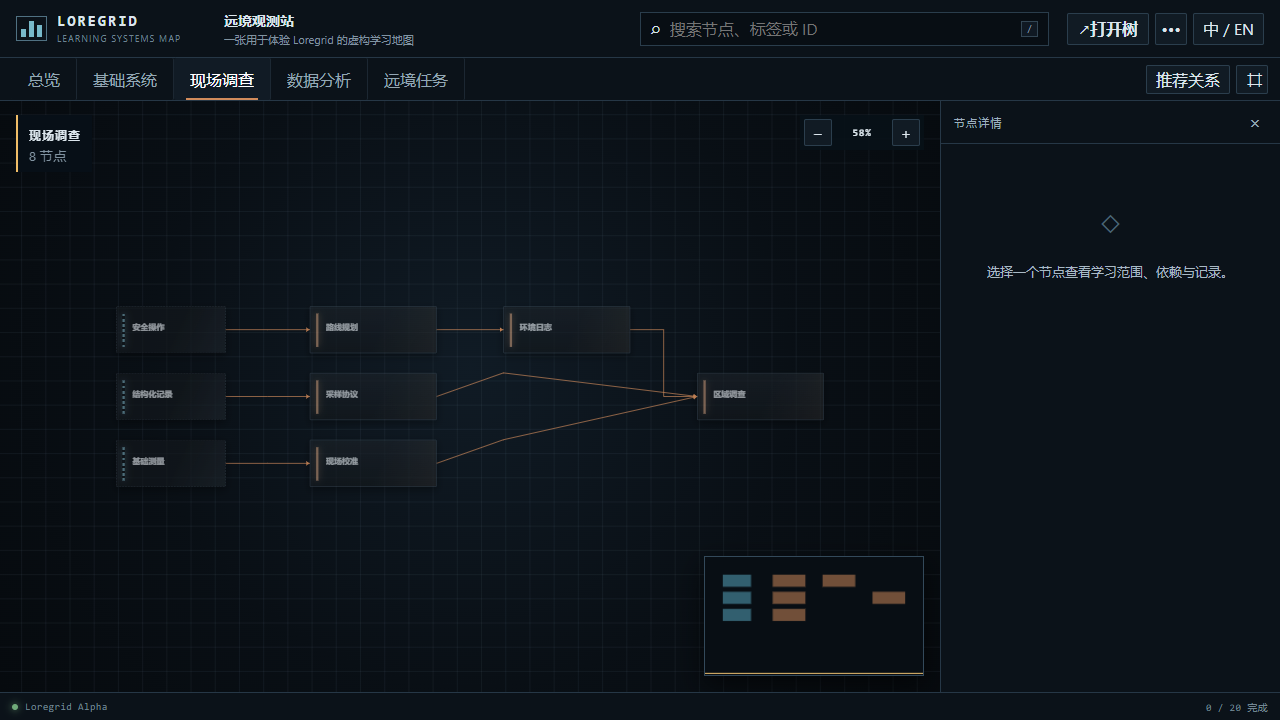 LOREGRID
LEARNING SYSTEMS MAP
远境观测站
一张用于体验 Loregrid 的虚构学习地图
搜索节点、标签或 ID
/
↗打开树
•••
中 / EN
总览
基础系统
现场调查
数据分析
远境任务
推荐关系
现场调查
8 节点
−
58%
+
节点详情
×
选择一个节点查看学习范围、依赖与记录。
安全操作
路线规划
环境日志
结构化记录
采样协议
区域调查
基础测量
现场校准
Loregrid Alpha
0 / 20 完成